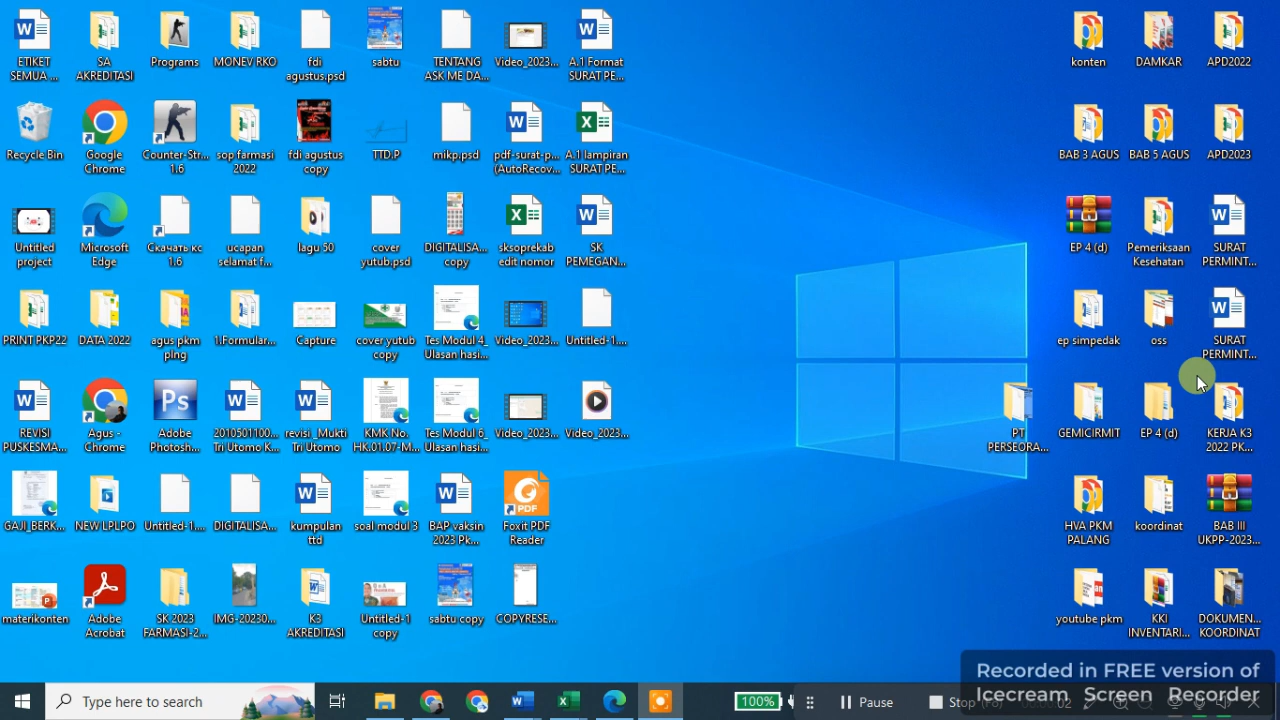 ETIKET
SEMUA ...
SA
AKREDITASI
Programs
MONEV RKO
fdi
agustus.psd
sabtu
TENTANG
ASK ME DA...
Video_2023...
A.1 Format
SURAT PE...
konten
DAMKAR
APD2022
Recycle Bin
Google
Chrome
Counter-Str...
1.6
sop farmasi
2022
fdi agustus
copy
TTD.P
mikp.psd
pdf-surat-p...
(AutoRecov...
A.1 lampiran
SURAT PE...
BAB 3 AGUS
BAB 5 AGUS
APD2023
Untitled
project
Microsoft
Edge
Скачать кс
1.6
ucapan
selamat f...
lagu 50
cover
yutub.psd
DIGITALISA...
copy
sksoprekab
edit nomor
SK
PEMEGAN...
EP 4 (d)
Pemeriksaan
Kesehatan
SURAT
PERMINT...
PRINT PKP22
DATA 2022
agus pkm
plng
1.Formular...
Capture
cover yutub
copy
Tes Modul 4_
Ulasan hasi...
Video_2023...
Untitled-1....
ep simpedak
oss
SURAT
PERMINT...
REVISI
PUSKESMA...
Agus -
Chrome
Adobe
Photosh...
2010501100...
Tri Utomo K...
revisi _Mukti
Tri Utomo
KMK No.
HK.01.07-M...
Tes Modul 6_
Ulasan hasi...
Video_2023...
Video_2023...
PT
PERSEORA...
GEMICIRMIT
EP 4 (d)
KERJA K3
2022 PK...
GAJI_BERK...
NEW LPLPO
Untitled-1....
DIGITALISA...
kumpulan
ttd
soal modul 3
BAP vaksin
2023 Pk...
Foxit PDF
Reader
HVA PKM
PALANG
koordinat
BAB III
UKPP-2023...
materikonten
Adobe
Acrobat
SK 2023
FARMASI-2...
IMG-20230...
K3
AKREDITASI
Untitled-1
copy
sabtu copy
COPYRESE...
youtube pkm
KKI
INVENTARI...
DOKUMEN...
KOORDINAT
Recorded in FREE version of
Icecream Screen Recorder
Type here to search
100%
Pause
Stop (F8)